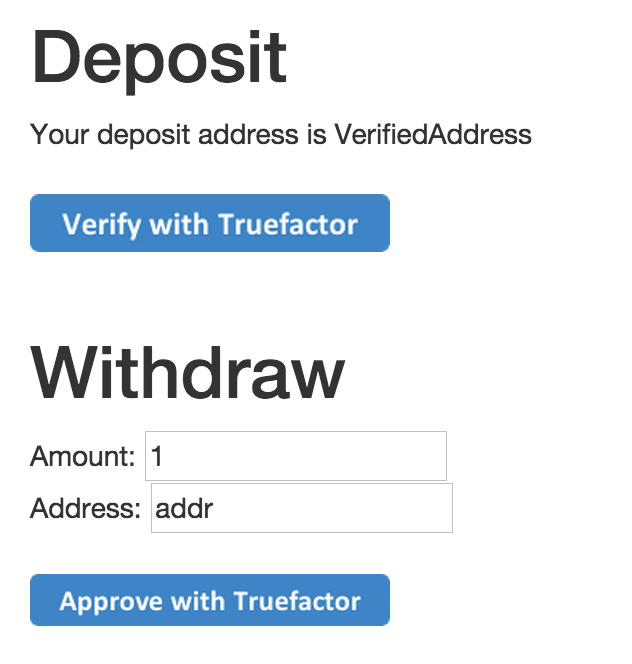 Deposit
Your deposit address is VerifiedAddress
Verify with Truefactor
Withdraw
Amount: 1
Address: addr
Approve with Truefactor